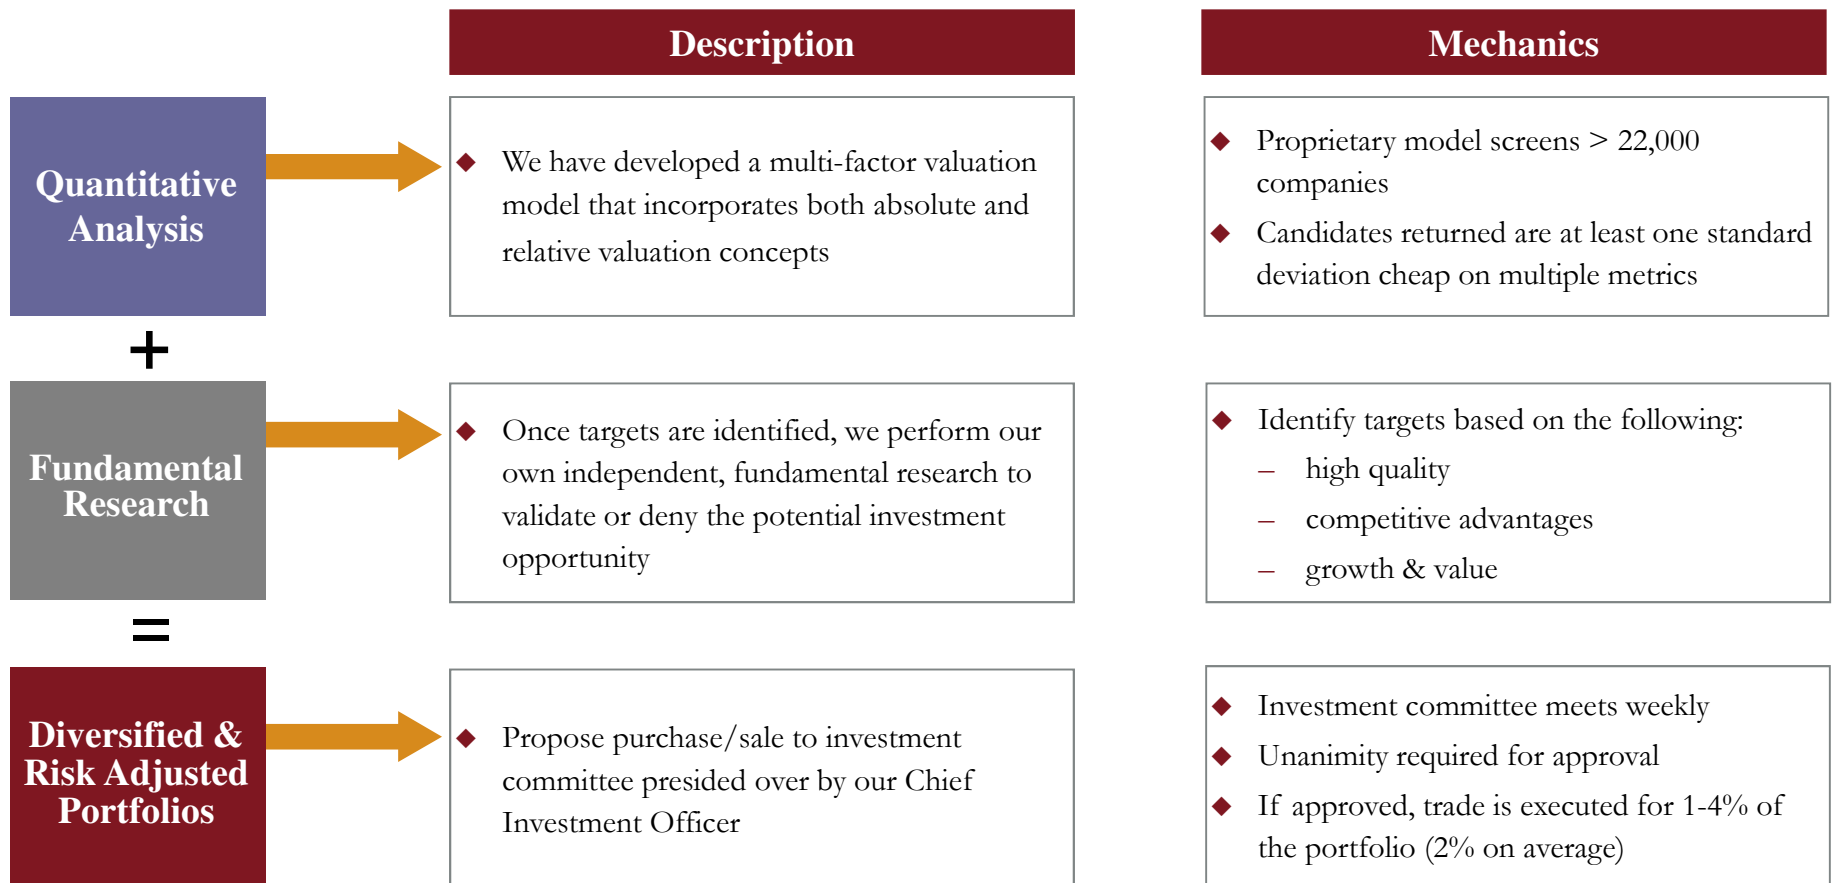 Description
Mechanics
Quantitative
Analysis
◆ We have developed a multi-factor valuation
model that incorporates both absolute and
relative valuation concepts
◆ Proprietary model screens > 22,000
companies
◆ Candidates returned are at least one standard
deviation cheap on multiple metrics
+
Fundamental
Research
◆ Once targets are identified, we perform our
own independent, fundamental research to
validate or deny the potential investment
opportunity
◆ Identify targets based on the following:
– high quality
– competitive advantages
– growth & value
=
Diversified &
Risk Adjusted
Portfolios
◆ Propose purchase/sale to investment
committee presided over by our Chief
Investment Officer
◆ Investment committee meets weekly
◆ Unanimity required for approval
◆ If approved, trade is executed for 1-4% of
the portfolio (2% on average)